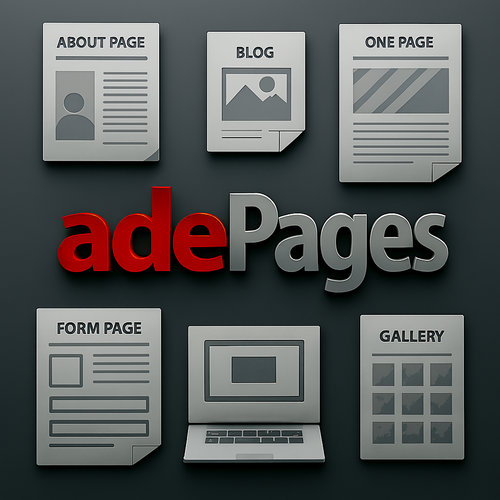 ABOUT PAGE
BLOG
ONE PAGE
adePages
FORM PAGE
GALLERY